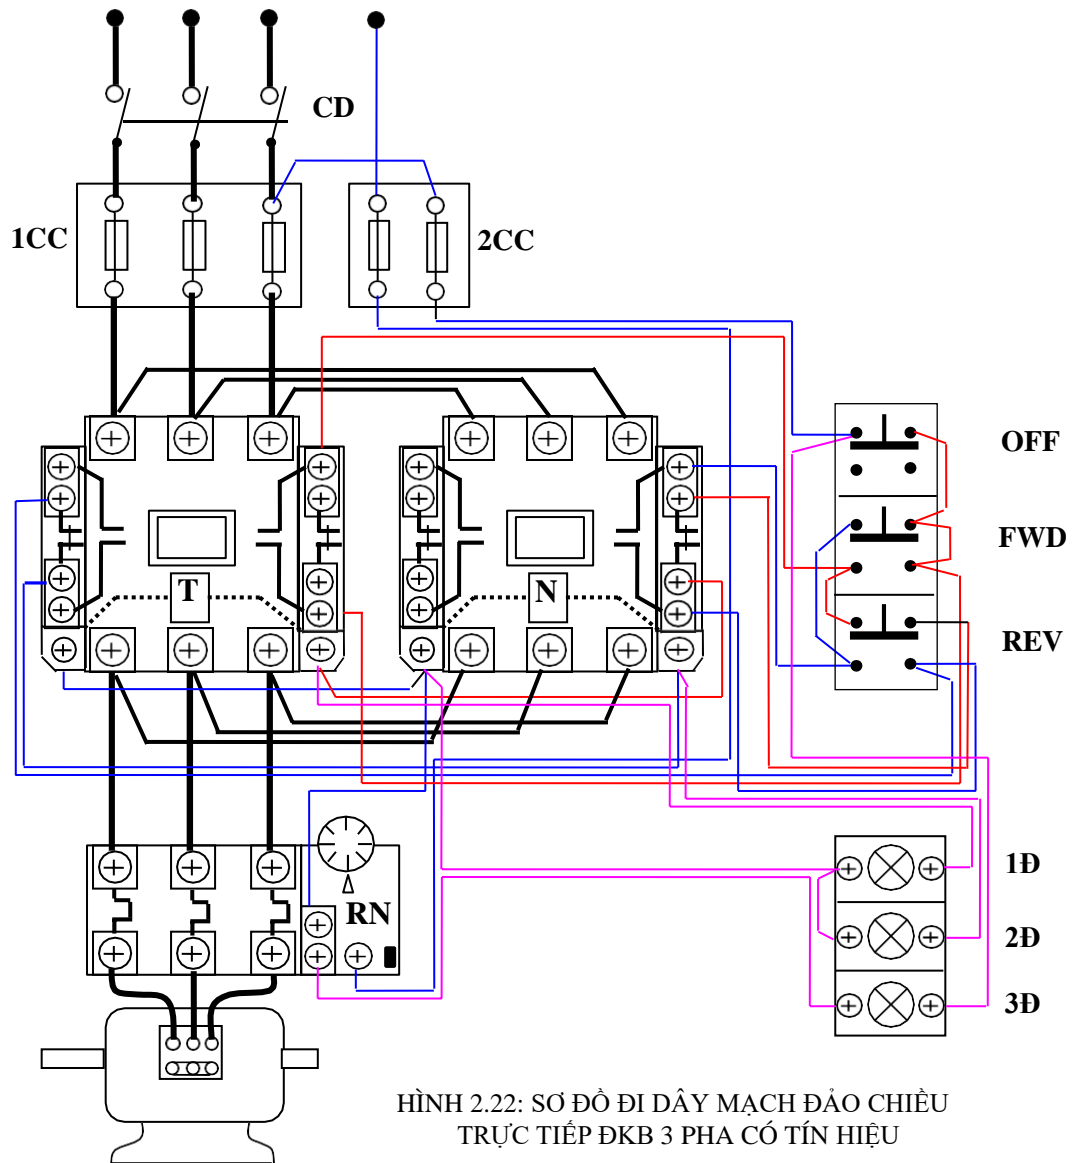 CD
1CC
2CC
OFF
FWD
T
N
REV
1Đ
RN
2Đ
3Đ
HÌNH 2.22: SƠ ĐỒ ĐI DÂY MẠCH ĐẢO CHIỀU
TRỰC TIẾP ĐKB 3 PHA CÓ TÍN HIỆU